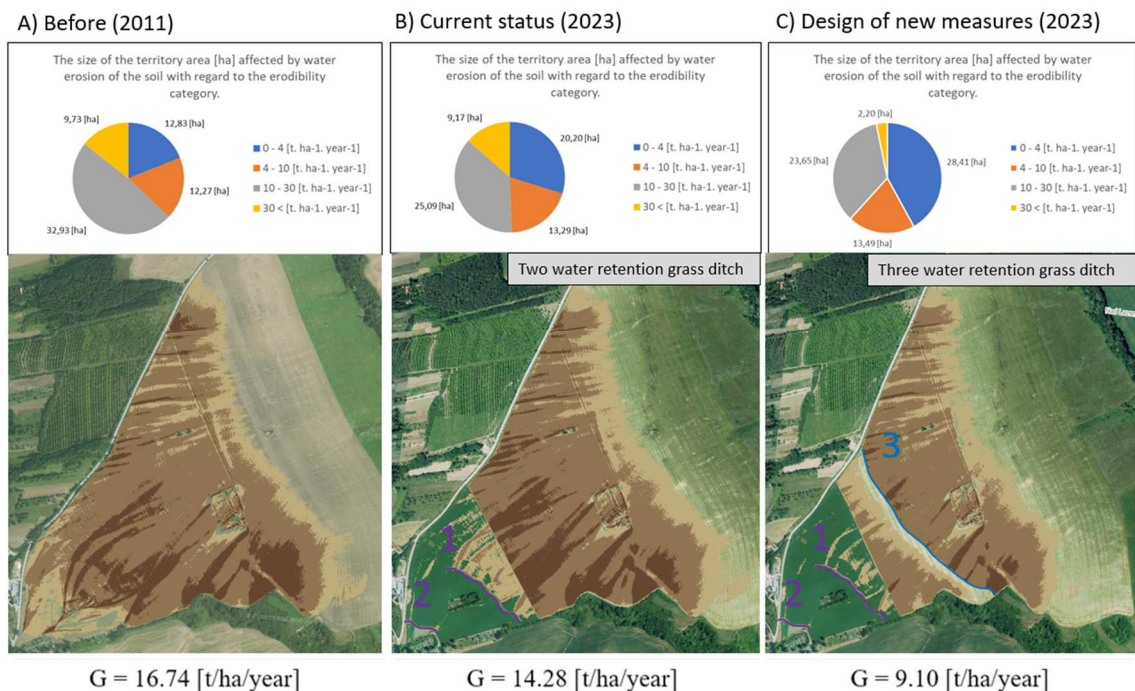 A) Before (2011)
The size of the territory area [ha] affected by water
erosion of the soil with regard to the erodibility
category.
9,73 [ha]
12,83 [ha]
12,27 [ha]
32,93 [ha]
0 - 4 [t. ha-1. year-1]
4 - 10 [t. ha-1. year-1]
10 - 30 [t. ha-1. year-1]
30 < [t. ha-1. year-1]
G = 16.74 [t/ha/year]
B) Current status (2023)
The size of the territory area [ha] affected by water
erosion of the soil with regard to the erodibility
category.
9,17 [ha]
20,20 [ha]
25,09 [ha]
13,29 [ha]
0 - 4 [t. ha-1. year-1]
4 - 10 [t. ha-1. year-1]
10 - 30 [t. ha-1. year-1]
30 < [t. ha-1. year-1]
Two water retention grass ditch
1
2
G = 14.28 [t/ha/year]
C) Design of new measures (2023)
The size of the territory area [ha] affected by water
erosion of the soil with regard to the erodibility
category.
2,20 [ha]
23,65 [ha]
28,41 [ha]
13,49 [ha]
0 - 4 [t. ha-1. year-1]
4 - 10 [t. ha-1. year-1]
10 - 30 [t. ha-1. year-1]
30 < [t. ha-1. year-1]
Three water retention grass ditch
3
1
2
G = 9.10 [t/ha/year]